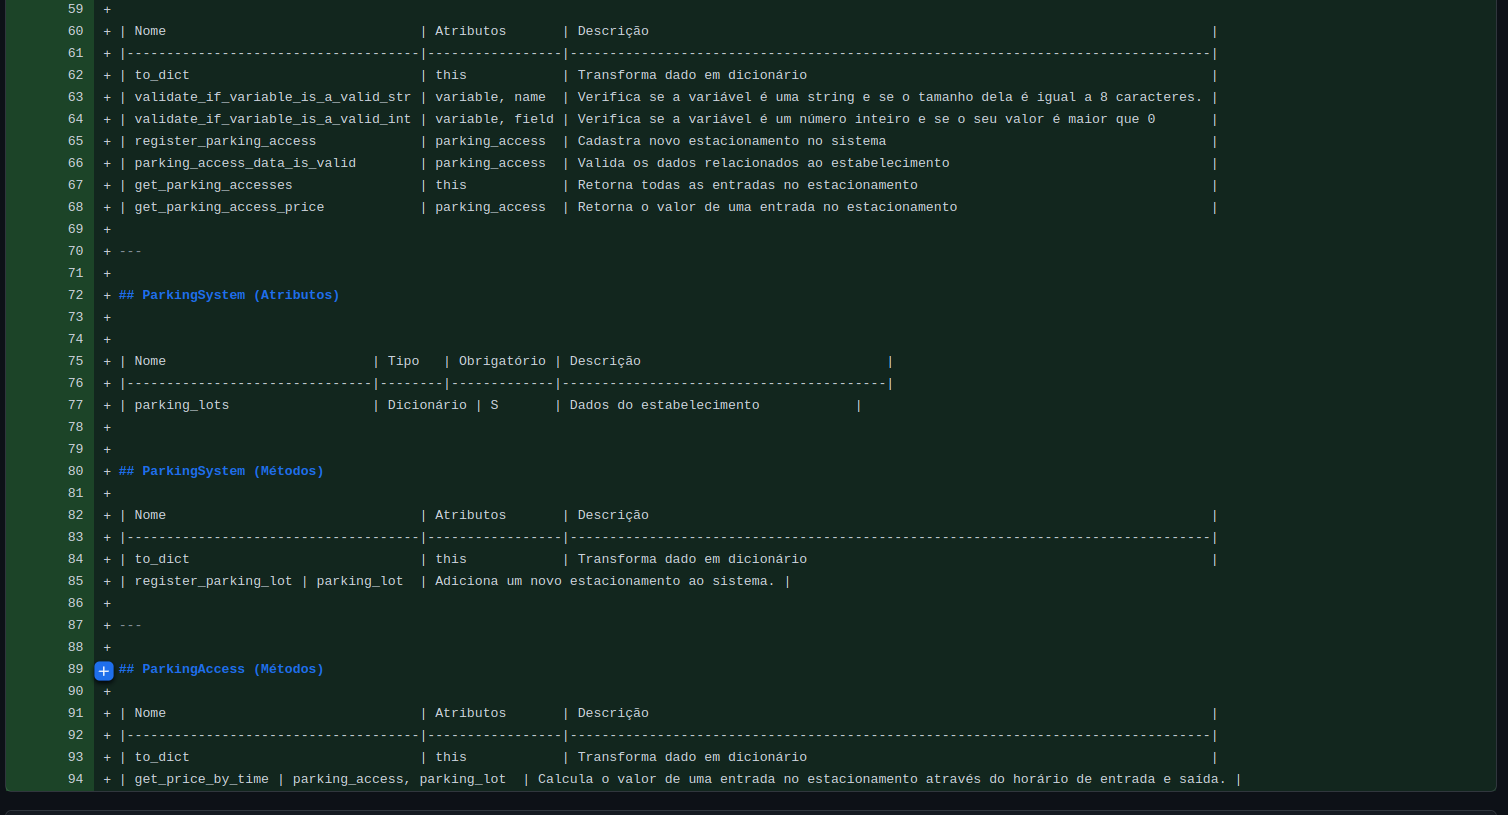 59 +
60 + | Nome                                | Atributos       | Descrição                                                                       |
61 + |-------------------------------------|-----------------|---------------------------------------------------------------------------------|
62 + | to_dict                             | this            | Transforma dado em dicionário                                                   |
63 + | validate_if_variable_is_a_valid_str | variable, name  | Verifica se a variável é uma string e se o tamanho dela é igual a 8 caracteres. |
64 + | validate_if_variable_is_a_valid_int | variable, field | Verifica se a variável é um número inteiro e se o seu valor é maior que 0       |
65 + | register_parking_access             | parking_access  | Cadastra novo estacionamento no sistema                                         |
66 + | parking_access_data_is_valid        | parking_access  | Valida os dados relacionados ao estabelecimento                                 |
67 + | get_parking_accesses                | this            | Retorna todas as entradas no estacionamento                                     |
68 + | get_parking_access_price            | parking_access  | Retorna o valor de uma entrada no estacionamento                                |
69 +
70 + ---
71 +
72 + ## ParkingSystem (Atributos)
73 +
74 +
75 + | Nome                          | Tipo   | Obrigatório | Descrição                               |
76 + |-------------------------------|--------|-------------|-----------------------------------------|
77 + | parking_lots                  | Dicionário | S       | Dados do estabelecimento            |
78 +
79 +
80 + ## ParkingSystem (Métodos)
81 +
82 + | Nome                                | Atributos       | Descrição                                                                       |
83 + |-------------------------------------|-----------------|---------------------------------------------------------------------------------|
84 + | to_dict                             | this            | Transforma dado em dicionário                                                   |
85 + | register_parking_lot | parking_lot  | Adiciona um novo estacionamento ao sistema. |
86 +
87 + ---
88 +
89 + ## ParkingAccess (Métodos)
90 +
91 + | Nome                                | Atributos       | Descrição                                                                       |
92 + |-------------------------------------|-----------------|---------------------------------------------------------------------------------|
93 + | to_dict                             | this            | Transforma dado em dicionário                                                   |
94 + | get_price_by_time | parking_access, parking_lot  | Calcula o valor de uma entrada no estacionamento através do horário de entrada e saída. |